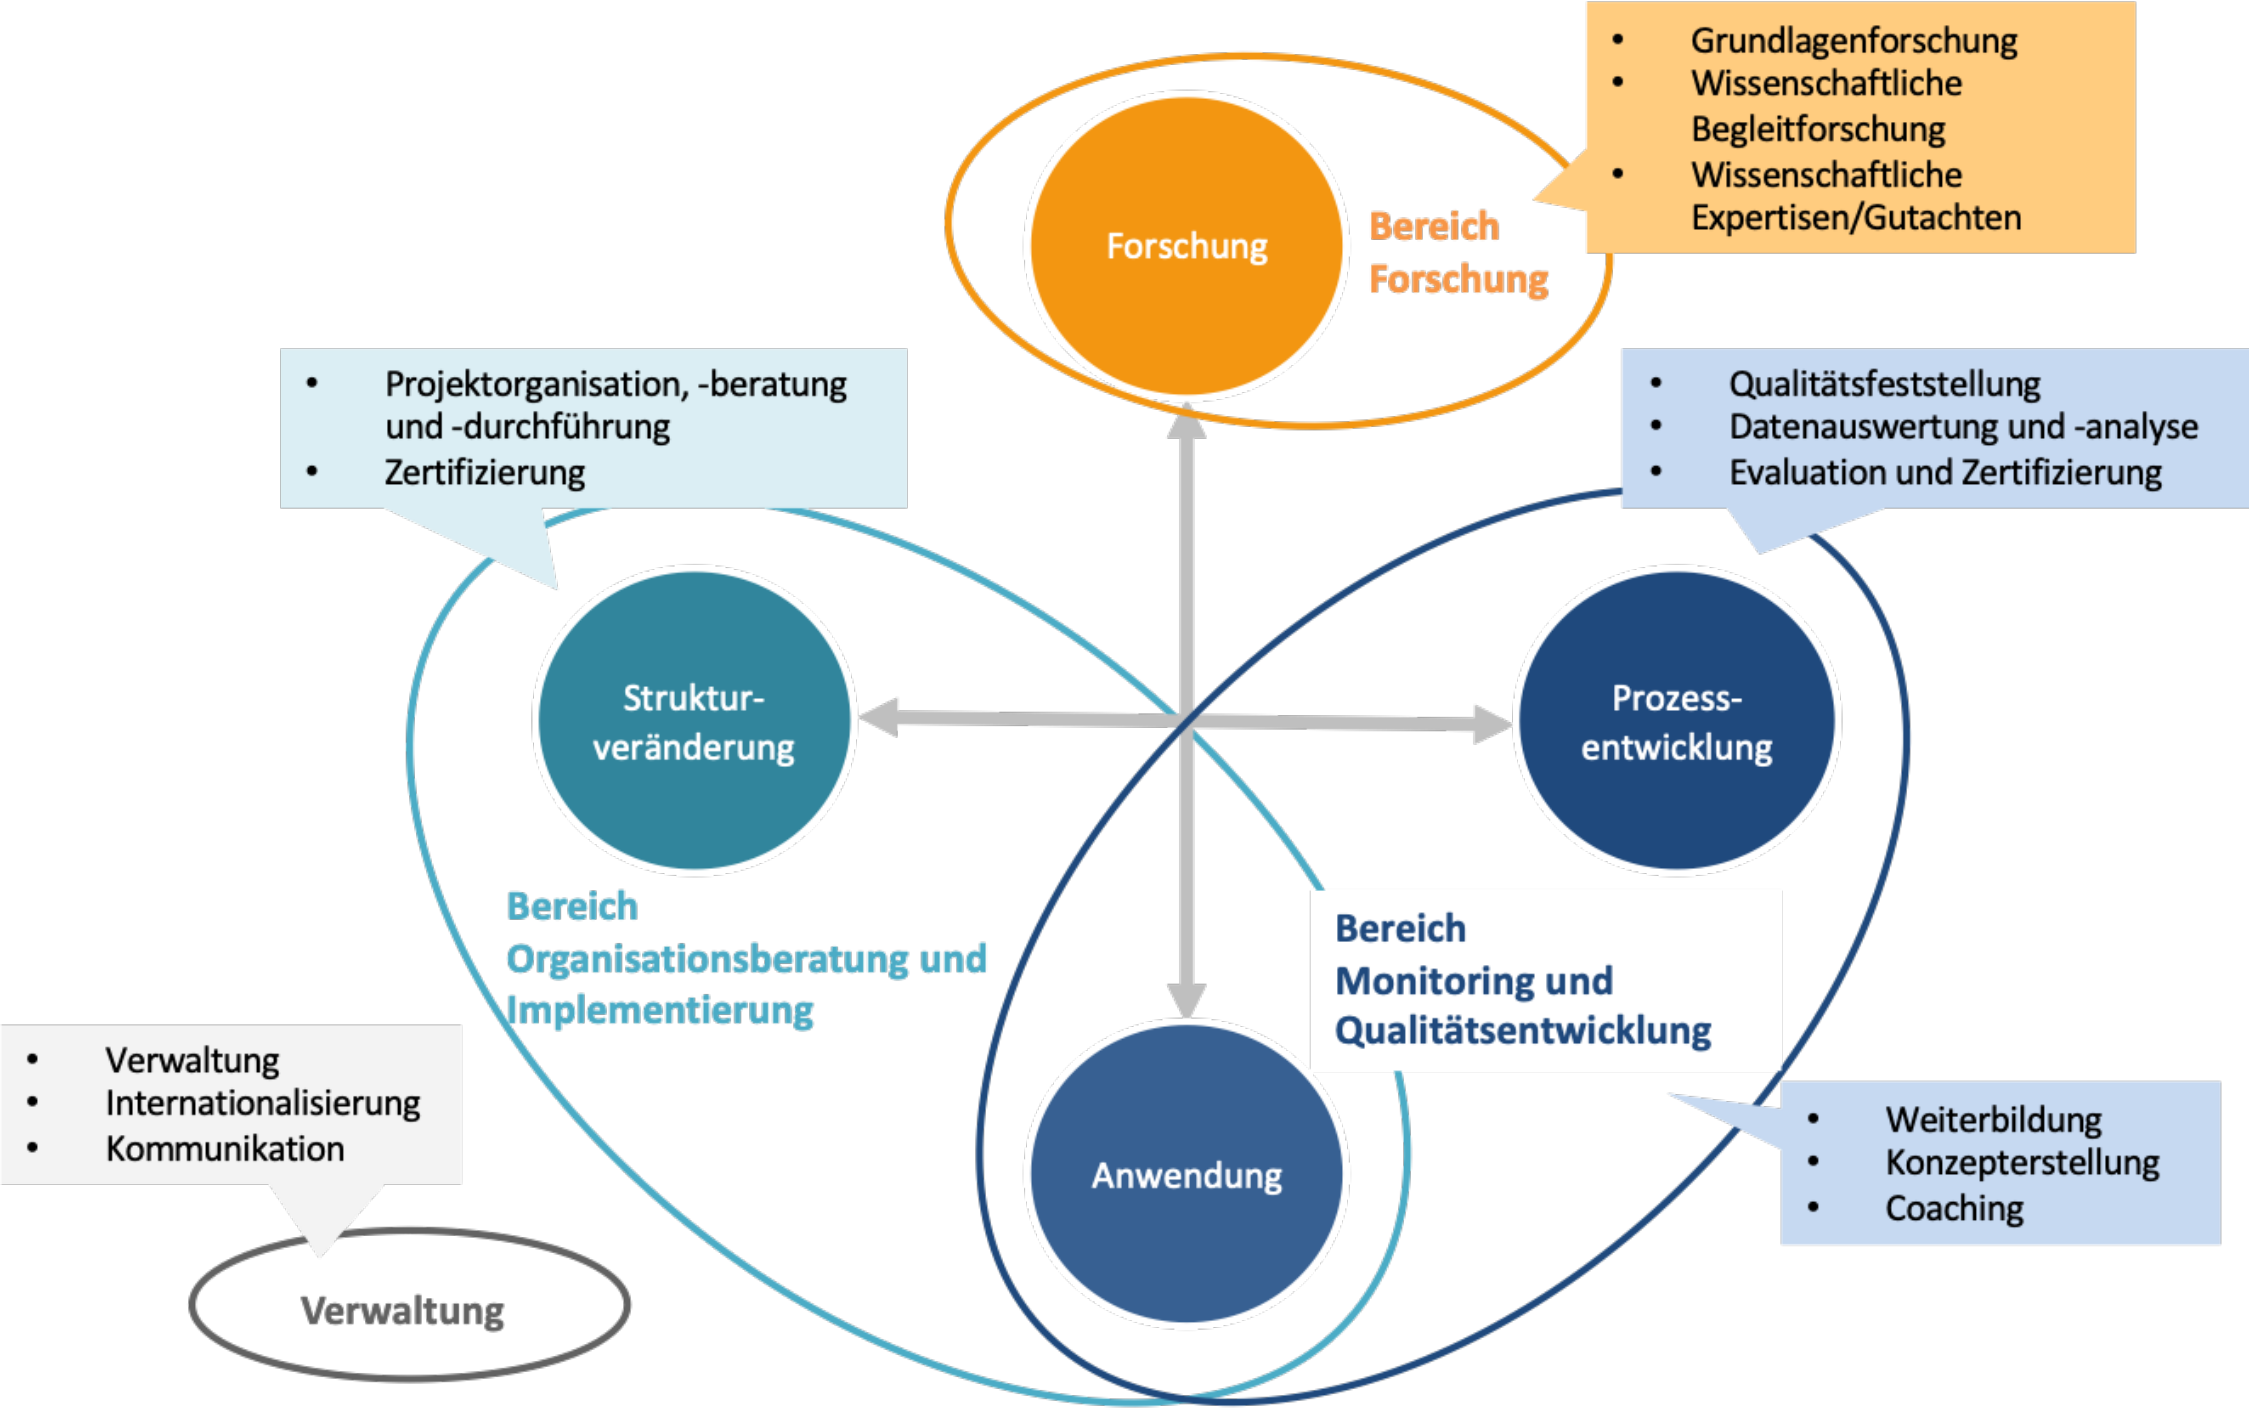 • Grundlagenforschung
• Wissenschaftliche
Begleitforschung
• Wissenschaftliche
Expertisen/Gutachten
Forschung
Bereich
Forschung
• Projektorganisation, -beratung
und -durchführung
• Zertifizierung
• Qualitätsfeststellung
• Datenauswertung und -analyse
• Evaluation und Zertifizierung
Struktur-
veränderung
Prozess-
entwicklung
Bereich
Organisationsberatung und
Implementierung
Bereich
Monitoring und
Qualitätsentwicklung
• Verwaltung
• Internationalisierung
• Kommunikation
Anwendung
• Weiterbildung
• Konzepterstellung
• Coaching
Verwaltung